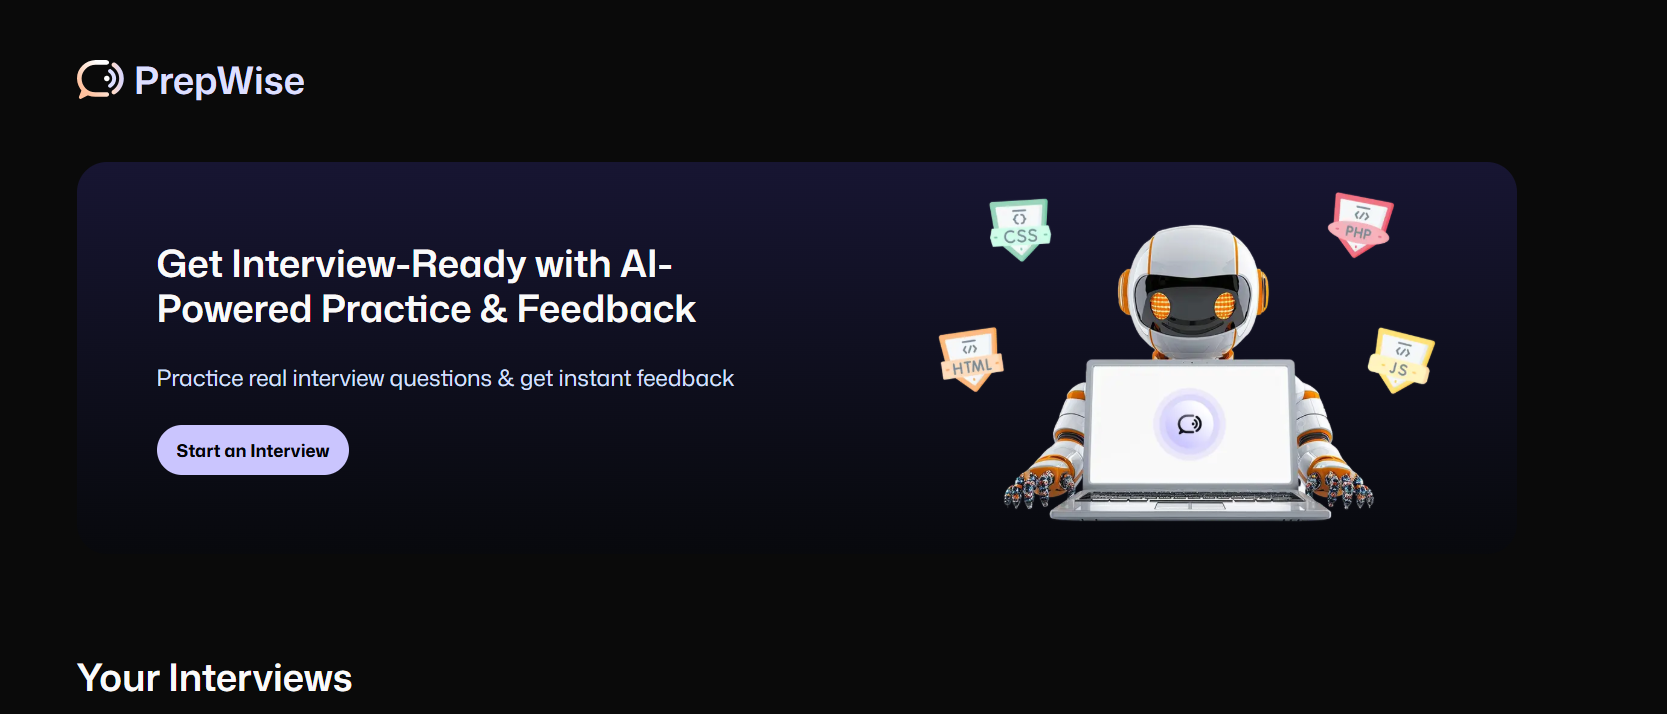 PrepWise
Get Interview-Ready with AI-
Powered Practice & Feedback
Practice real interview questions & get instant feedback
Start an Interview
{} CSS
</> PHP
</> HTML
</> JS
Your Interviews